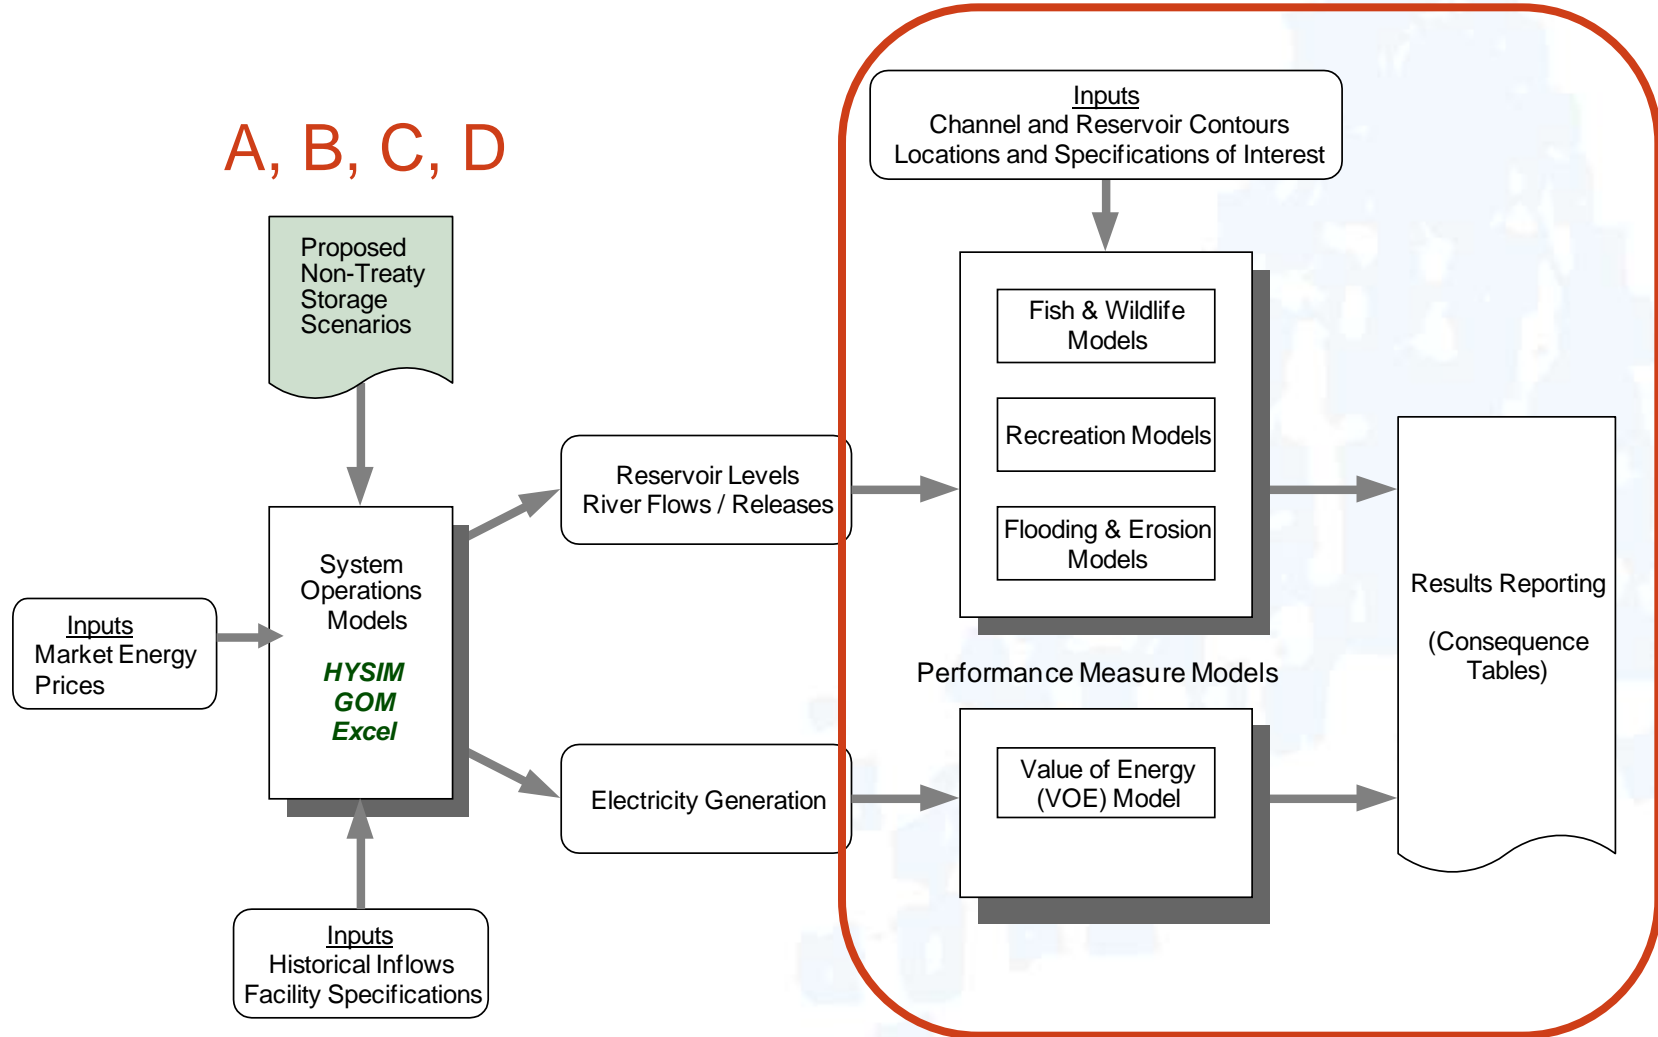 A, B, C, D
Proposed
Non-Treaty
Storage
Scenarios
Inputs
Market Energy
Prices
System
Operations
Models
HYSIM
GOM
Excel
Inputs
Historical Inflows
Facility Specifications
Reservoir Levels
River Flows / Releases
Electricity Generation
Inputs
Channel and Reservoir Contours
Locations and Specifications of Interest
Fish & Wildlife
Models
Recreation Models
Flooding & Erosion
Models
Performance Measure Models
Value of Energy
(VOE) Model
Results Reporting
(Consequence
Tables)